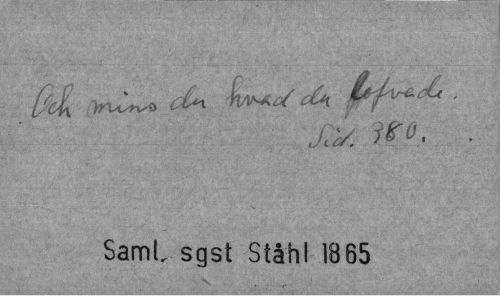 Och mins du hvad du lofvade.
Sid. 380.
Saml. sgst Ståhl 1865